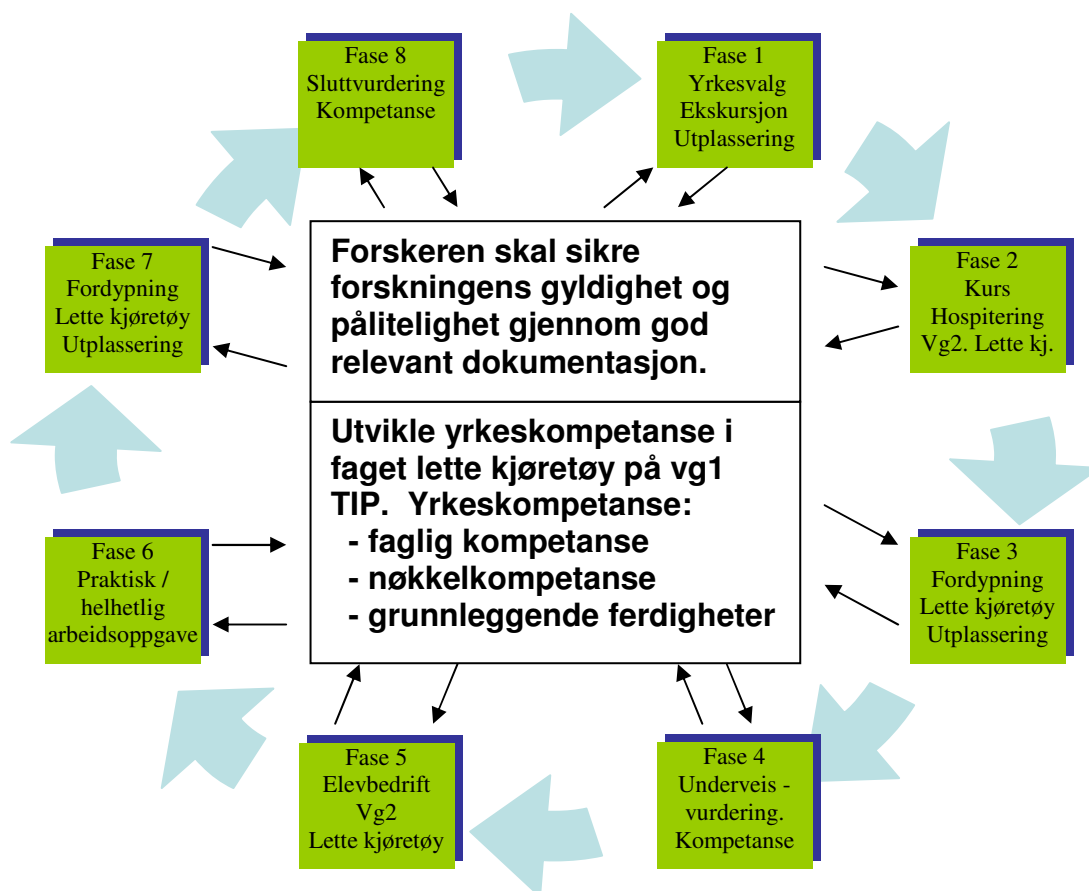 Fase 8
Sluttvurdering
Kompetanse
Fase 1
Yrkesvalg
Ekskursjon
Utplassering
Fase 7
Fordypning
Lette kjøretøy
Utplassering
Forskeren skal sikre
forskningens gyldighet og
pålitelighet gjennom god
relevant dokumentasjon.
Fase 2
Kurs
Hospitering
Vg2. Lette kj.
Utvikle yrkeskompetanse i
faget lette kjøretøy på vg1
TIP. Yrkeskompetanse:
- faglig kompetanse
- nøkkelkompetanse
- grunnleggende ferdigheter
Fase 6
Praktisk /
helhetlig
arbeidsoppgave
Fase 3
Fordypning
Lette kjøretøy
Utplassering
Fase 5
Elevbedrift
Vg2
Lette kjøretøy
Fase 4
Underveis -
vurdering.
Kompetanse